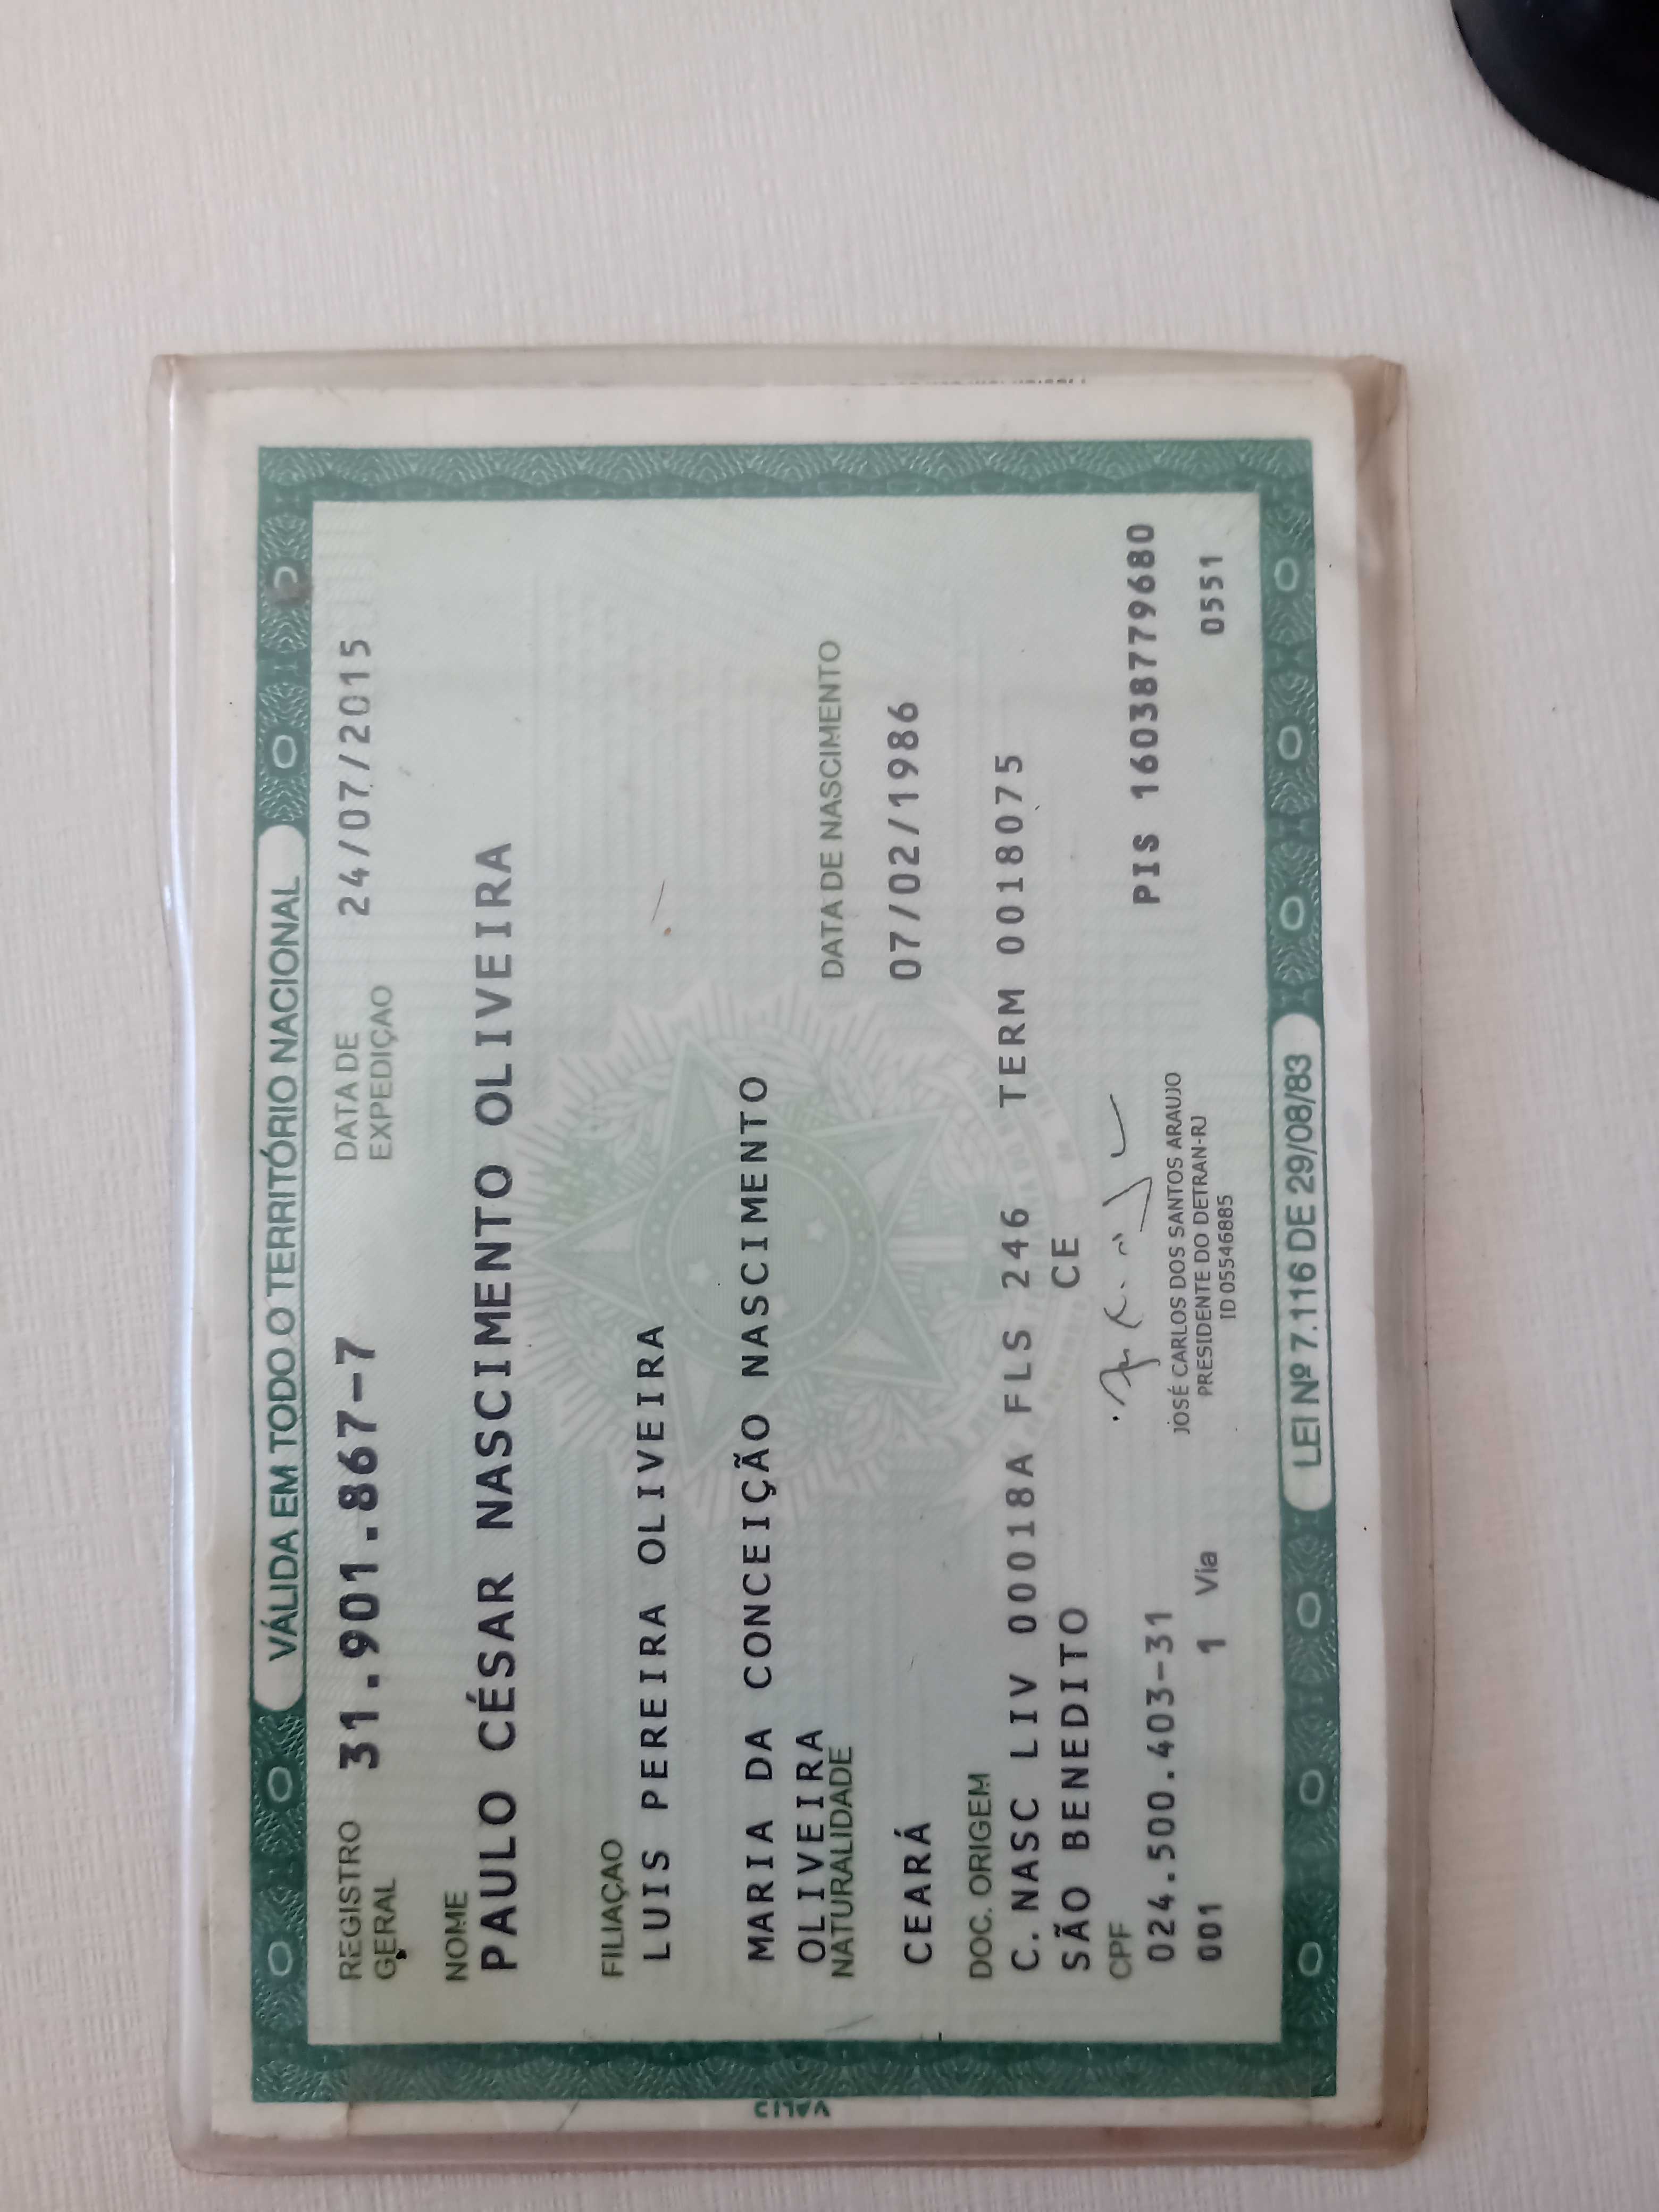 VÁLIDA EM TODO O TERRITÓRIO NACIONAL
REGISTRO GERAL 31.901.867-7 DATA DE EXPEDIÇAO 24/07/2015
NOME
PAULO CÉSAR NASCIMENTO OLIVEIRA
FILIAÇAO
LUIS PEREIRA OLIVEIRA
MARIA DA CONCEIÇÃO NASCIMENTO
OLIVEIRA
NATURALIDADE DATA DE NASCIMENTO
CEARÁ 07/02/1986
DOC. ORIGEM
C. NASC LIV 00018A FLS 246 TERM 0018075
SÃO BENEDITO CE
CPF
024.500.403-31 PIS 16038779680
001 1 Via 0551
JOSÉ CARLOS DOS SANTOS ARAUJO
PRESIDENTE DO DETRAN-RJ
ID 05546885
LEI Nº 7.116 DE 29/08/83
VALID